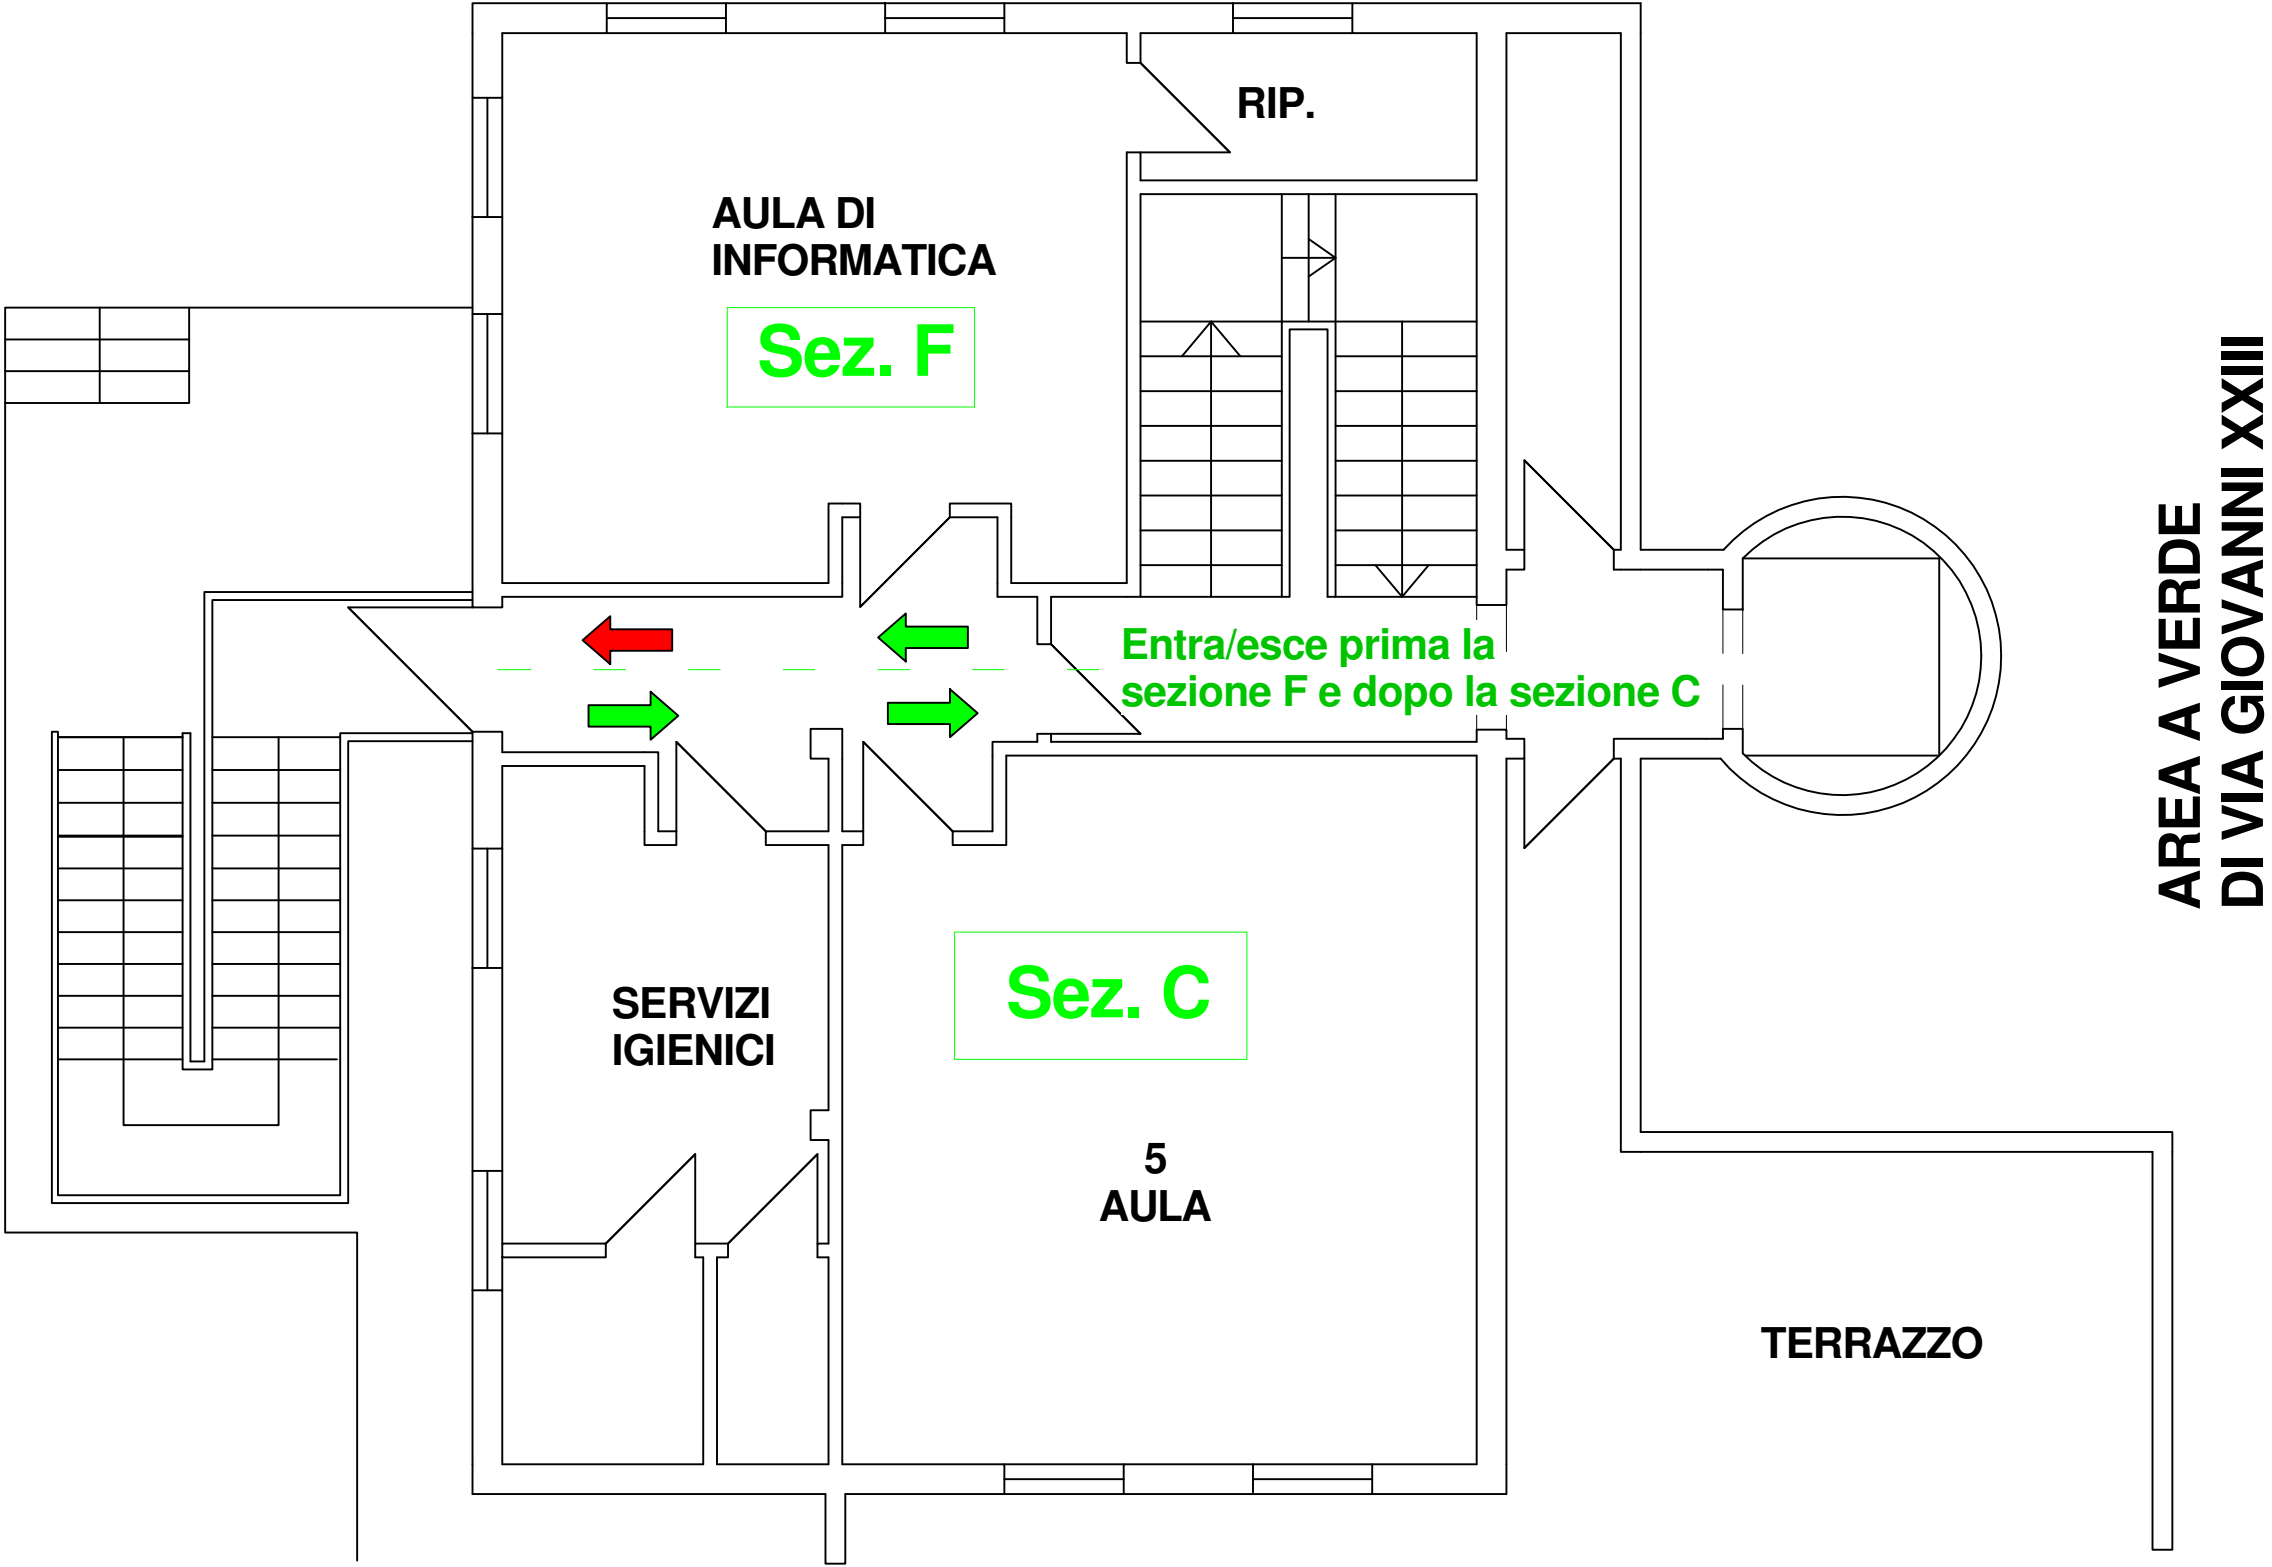 RIP.
AULA DI
INFORMATICA
Sez. F
Entra/esce prima la
sezione F e dopo la sezione C
AREA A VERDE
DI VIA GIOVANNI XXIII
Sez. C
SERVIZI
IGIENICI
5
AULA
TERRAZZO